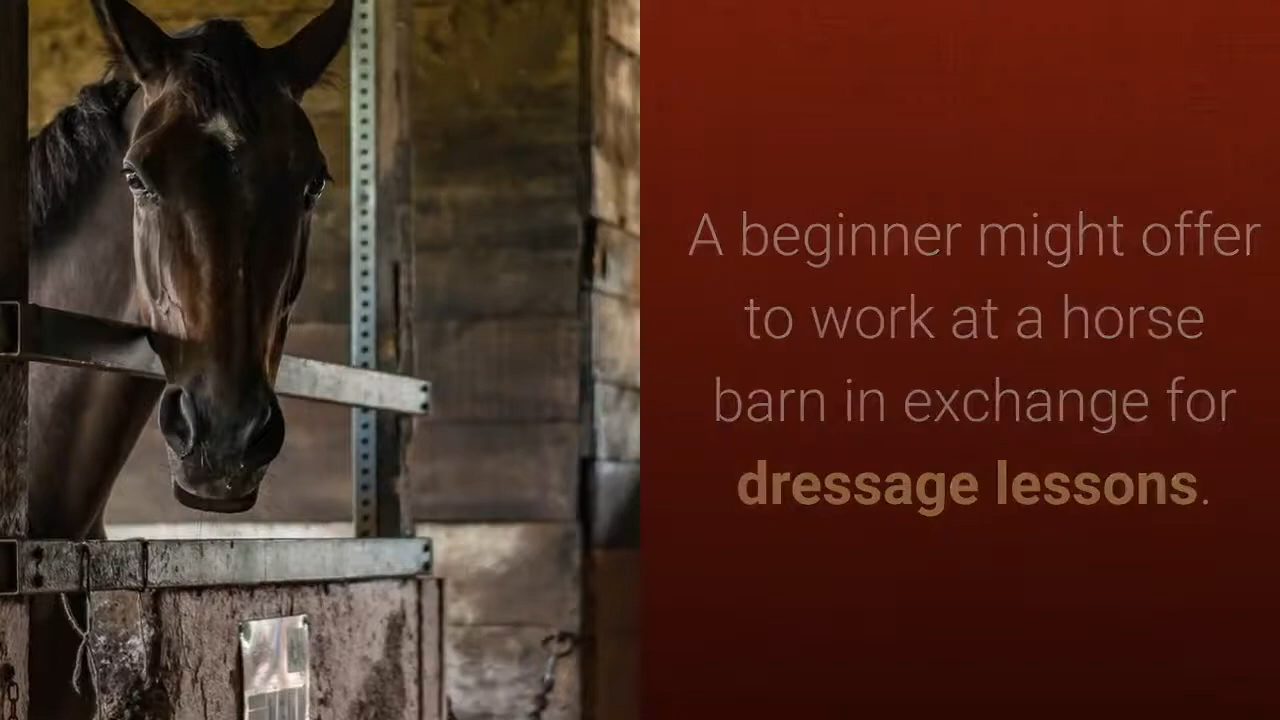 A beginner might offer
to work at a horse
barn in exchange for
dressage lessons.